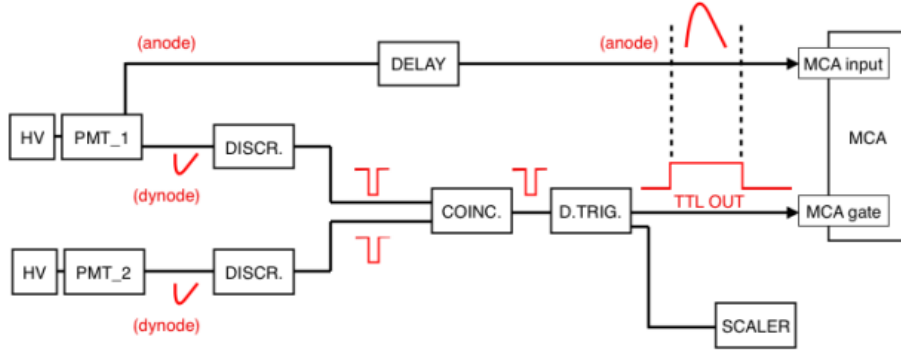 (anode)
(anode)
DELAY
MCA input
HV
PMT_1
DISCR.
MCA
(dynode)
COINC.
D.TRIG.
TTL OUT
MCA gate
HV
PMT_2
DISCR.
(dynode)
SCALER